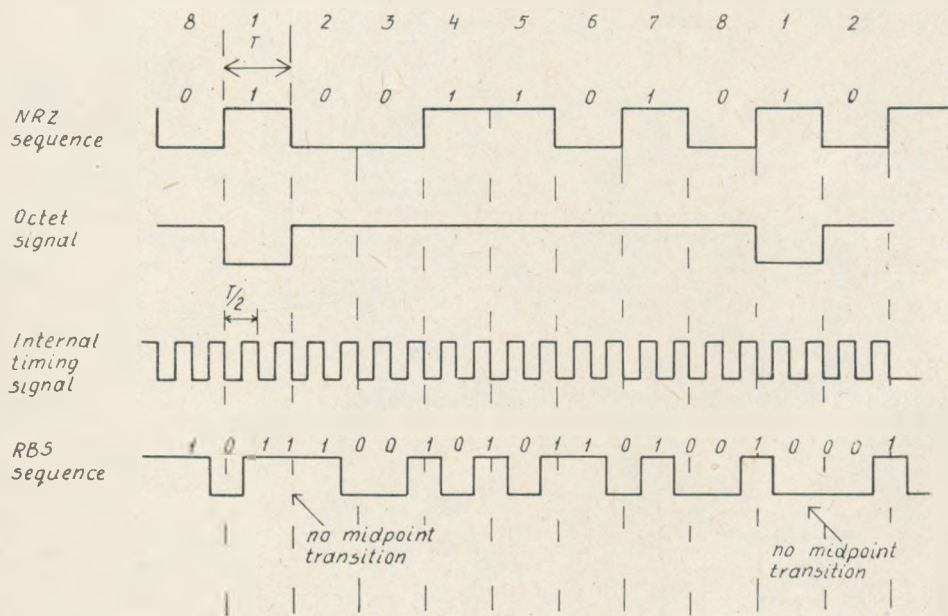 8 1 2 3 4 5 6 7 8 1 2
T
0 1 0 0 1 1 0 1 0 1 0
NRZ
sequence
Octet
signal
T/2
Internal
timing
signal
RBS
sequence
1 0 1 1 1 0 0 1 0 1 0 1 1 0 1 0 0 1 0 0 0 1
no midpoint
transition
no midpoint
transition